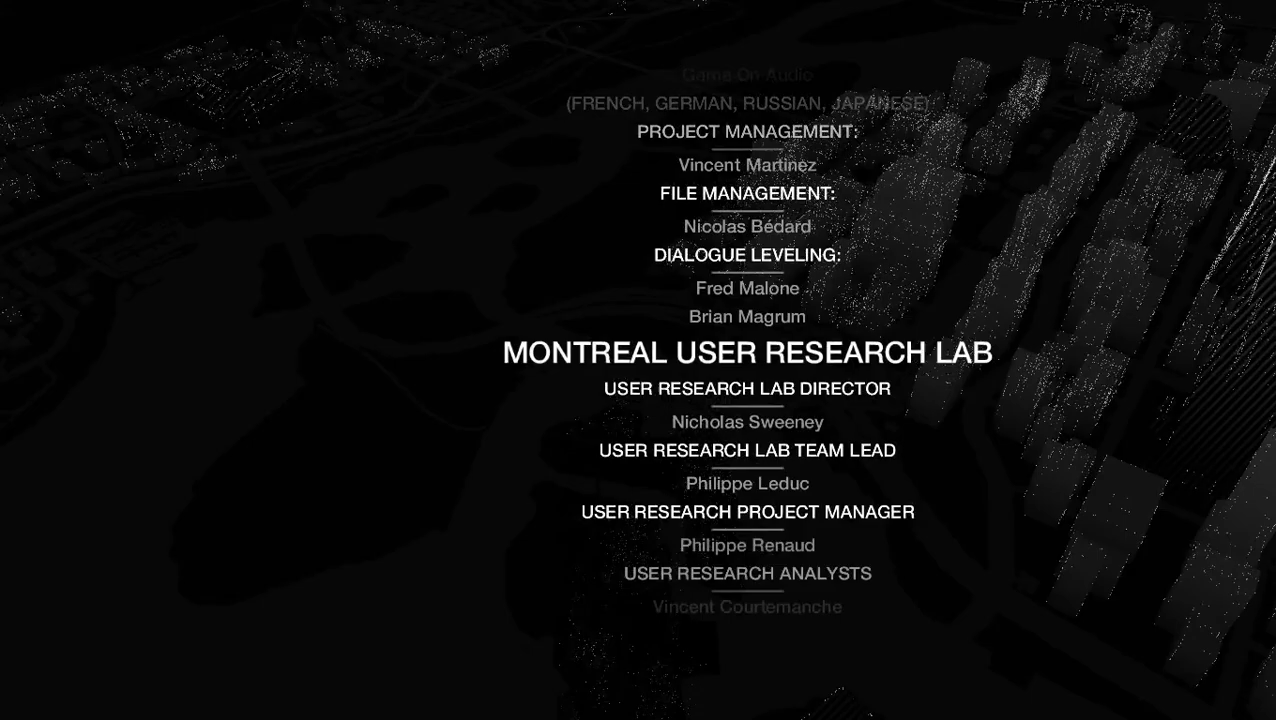 Game On Audio
(FRENCH, GERMAN, RUSSIAN, JAPANESE)
PROJECT MANAGEMENT:
Vincent Martinez
FILE MANAGEMENT:
Nicolas Bédard
DIALOGUE LEVELING:
Fred Malone
Brian Magrum
MONTREAL USER RESEARCH LAB
USER RESEARCH LAB DIRECTOR
Nicholas Sweeney
USER RESEARCH LAB TEAM LEAD
Philippe Leduc
USER RESEARCH PROJECT MANAGER
Philippe Renaud
USER RESEARCH ANALYSTS
Vincent Courtemanche